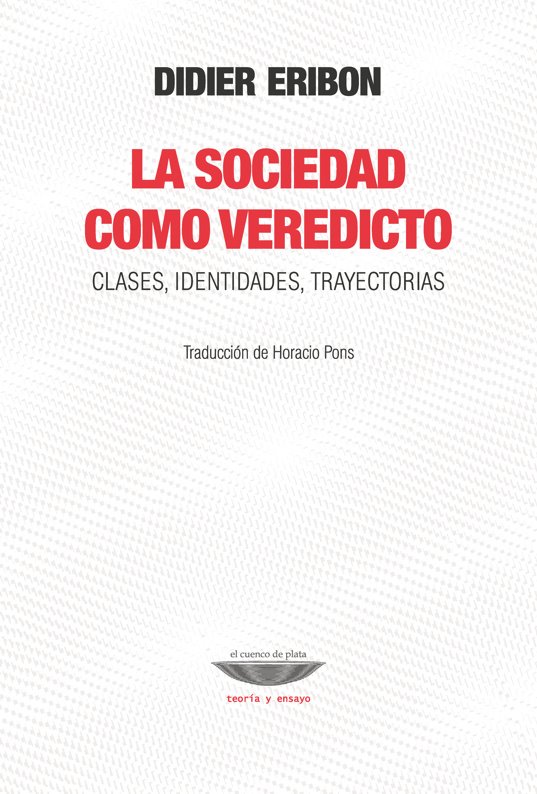 DIDIER ERIBON
LA SOCIEDAD
COMO VEREDICTO
CLASES, IDENTIDADES, TRAYECTORIAS
Traducción de Horacio Pons
el cuenco de plata
teoría y ensayo